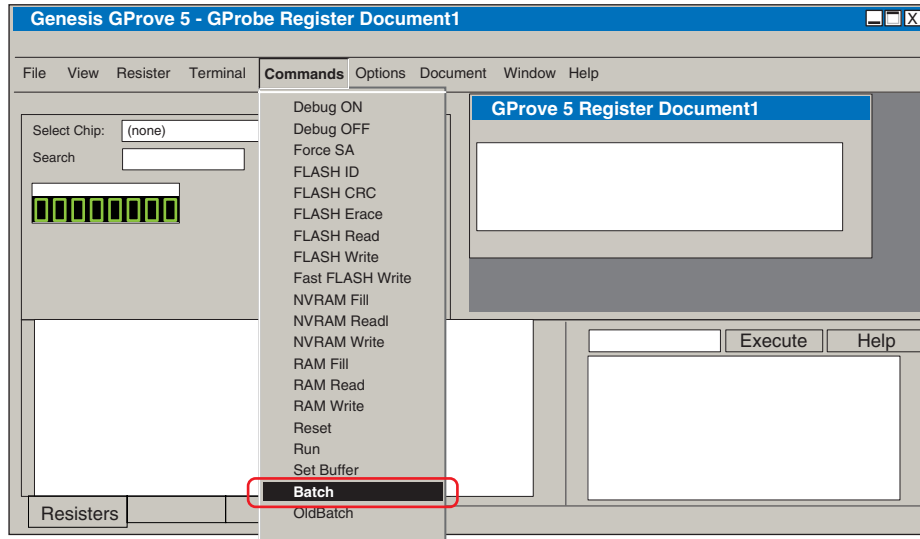 Genesis GProve 5 - GProbe Register Document1
X
File View Resister Terminal Commands Options Document Window Help
Select Chip: (none)
Search
00000000
Debug ON
Debug OFF
Force SA
FLASH ID
FLASH CRC
FLASH Erace
FLASH Read
FLASH Write
Fast FLASH Write
NVRAM Fill
NVRAM Readl
NVRAM Write
RAM Fill
RAM Read
RAM Write
Reset
Run
Set Buffer
Batch
OldBatch
GProve 5 Register Document1
Execute Help
Resisters